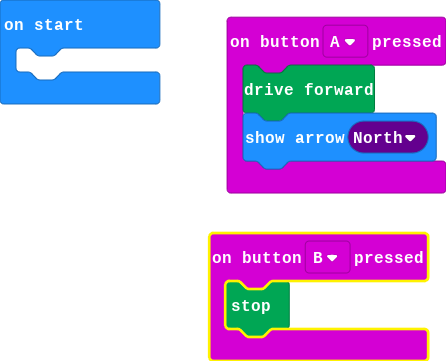 on start
on button A pressed
drive forward
show arrow North
on button B pressed
stop